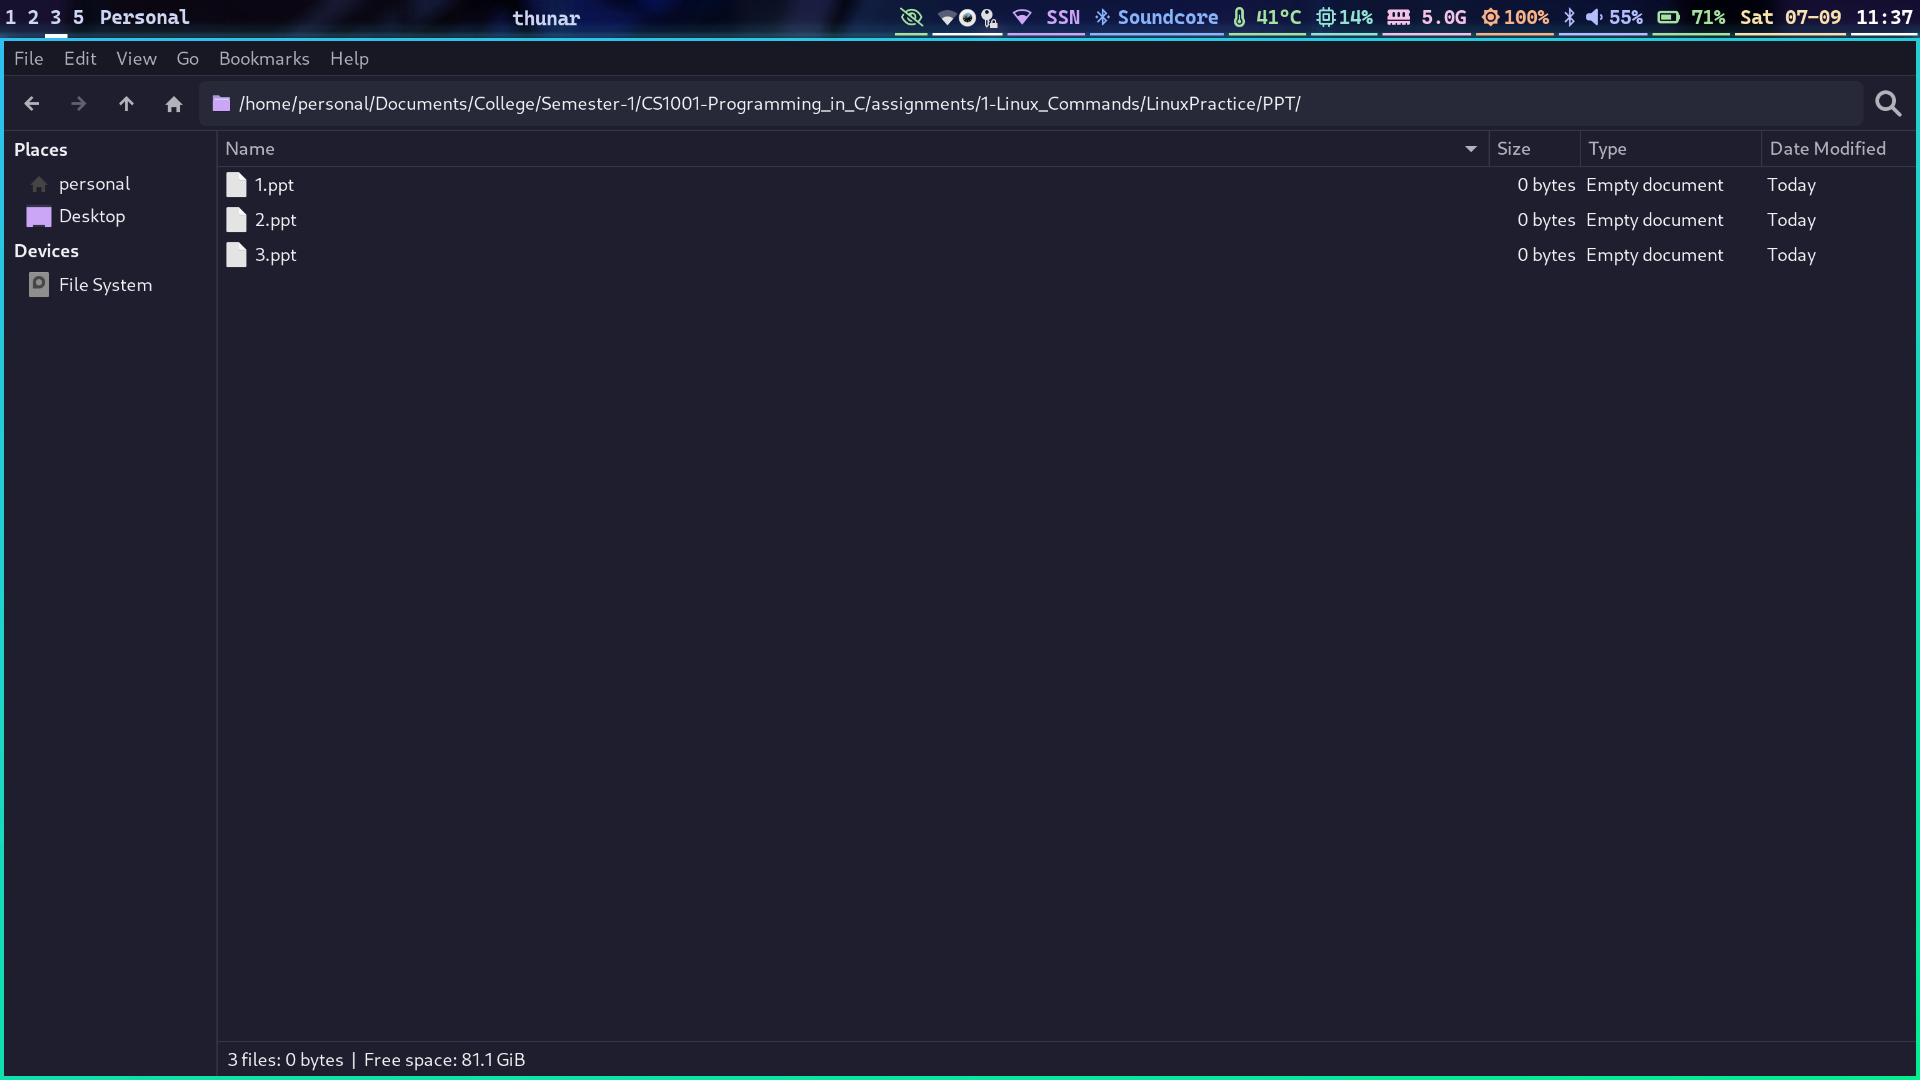 1 2 3 5 Personal thunar SSN Soundcore 41°C 14% 5.0G 100% 55% 71% Sat 07-09 11:37
File Edit View Go Bookmarks Help
/home/personal/Documents/College/Semester-1/CS1001-Programming_in_C/assignments/1-Linux_Commands/LinuxPractice/PPT/
Places
personal
Desktop
Devices
File System
Name Size Type Date Modified
1.ppt 0 bytes Empty document Today
2.ppt 0 bytes Empty document Today
3.ppt 0 bytes Empty document Today
3 files: 0 bytes | Free space: 81.1 GiB